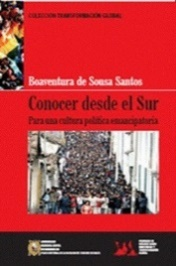 COLECCIÓN TRANSFORMACIÓN GLOBAL
Boaventura de Sousa Santos
Conocer desde el Sur
Para una cultura política emancipatoria